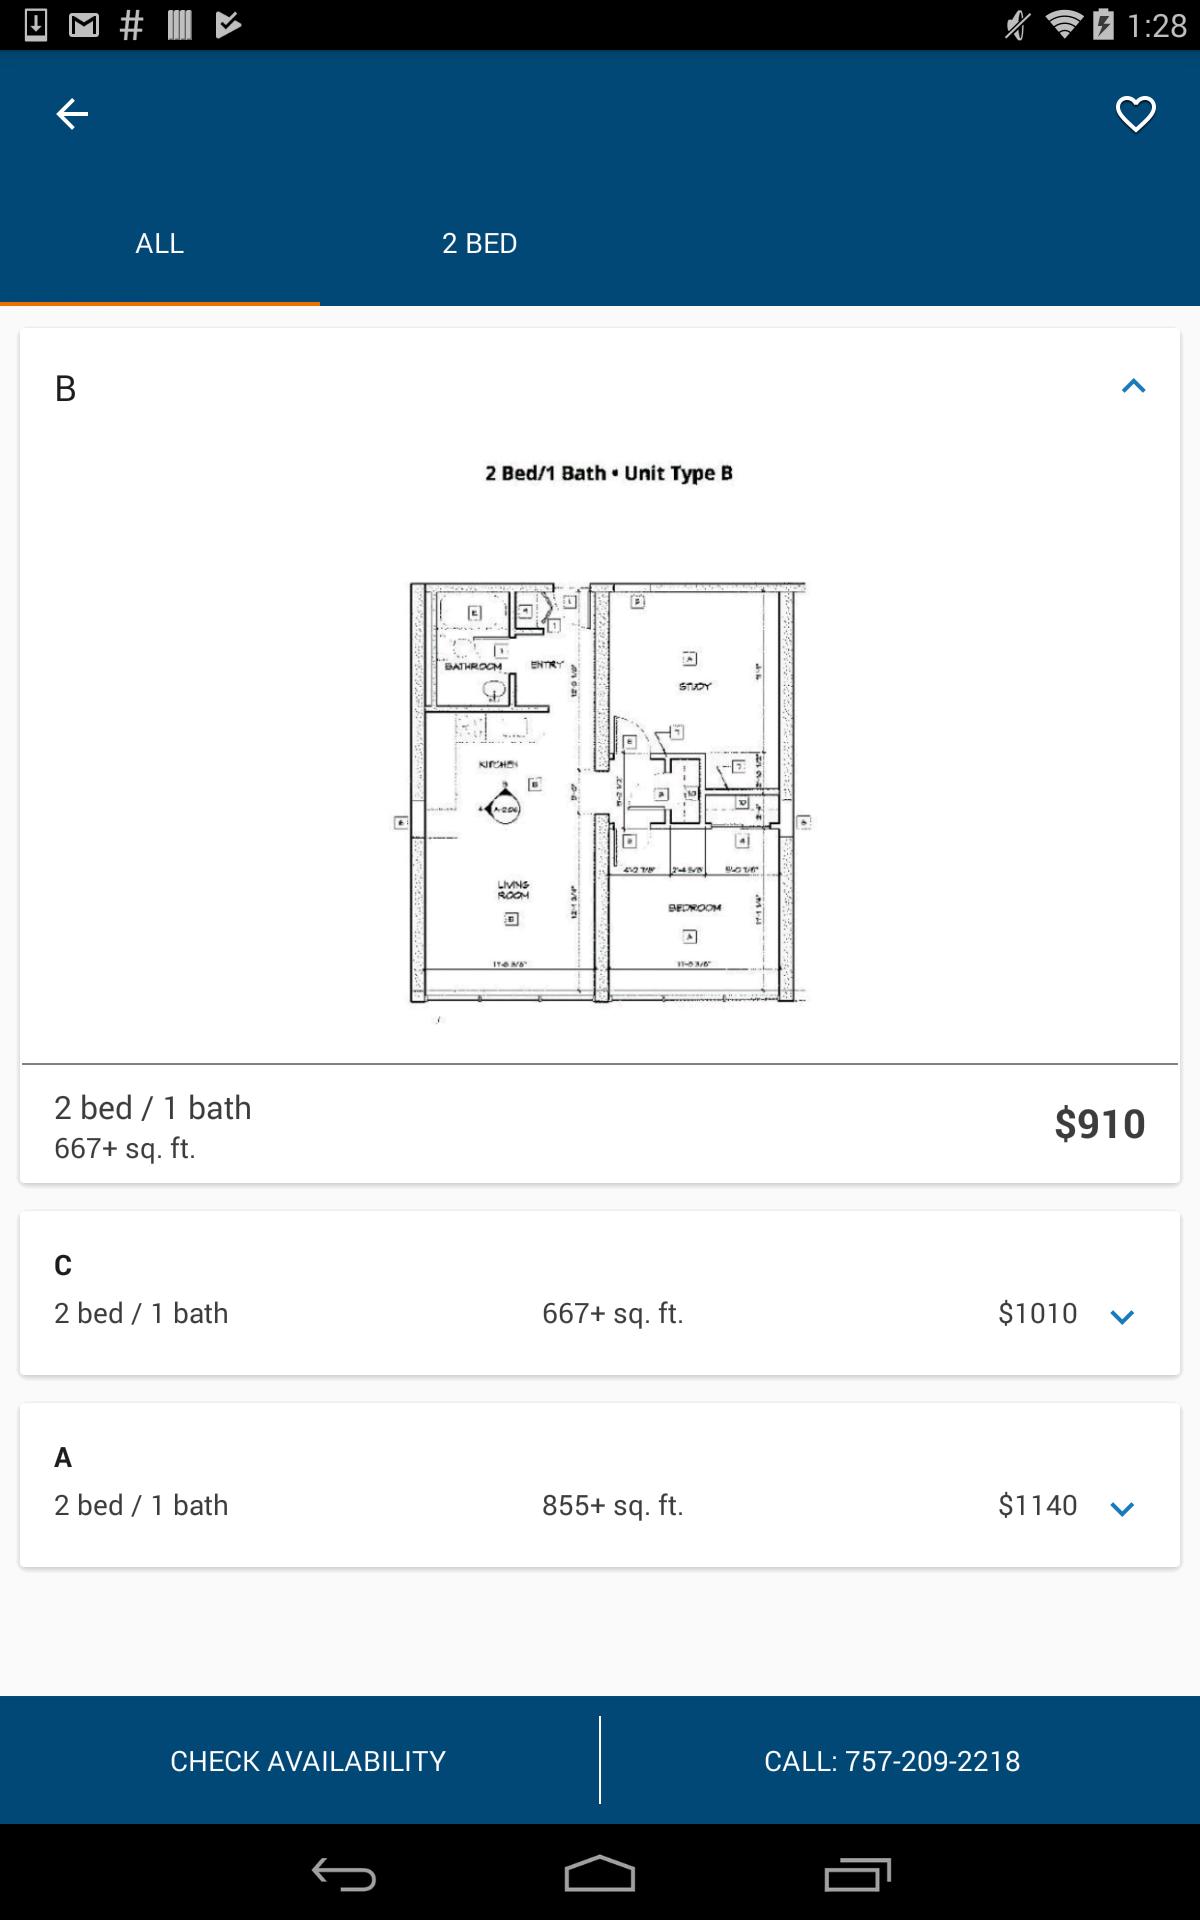 1:28
ALL
2 BED
B
2 Bed/1 Bath • Unit Type B
BATHROOM
ENTRY
STUDY
KITCHEN
LIVING
ROOM
BEDROOM
2 bed / 1 bath
667+ sq. ft.
$910
C
2 bed / 1 bath 667+ sq. ft. $1010
A
2 bed / 1 bath 855+ sq. ft. $1140
CHECK AVAILABILITY
CALL: 757-209-2218